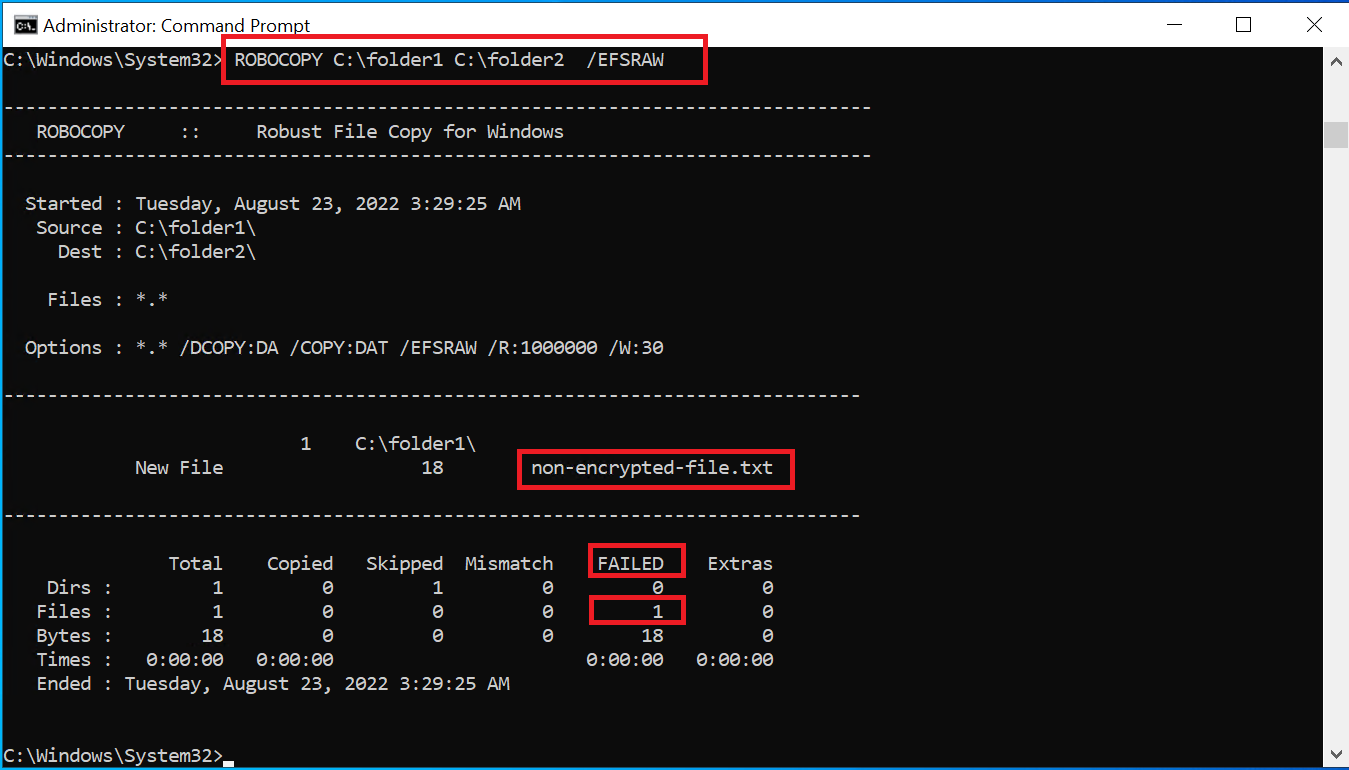 Administrator: Command Prompt
C:\Windows\System32> ROBOCOPY C:\folder1 C:\folder2  /EFSRAW
-------------------------------------------------------------------------------
   ROBOCOPY     ::     Robust File Copy for Windows
-------------------------------------------------------------------------------
  Started : Tuesday, August 23, 2022 3:29:25 AM
   Source : C:\folder1\
     Dest : C:\folder2\
    Files : *.*
  Options : *.* /DCOPY:DA /COPY:DAT /EFSRAW /R:1000000 /W:30
------------------------------------------------------------------------------
                           1    C:\folder1\
            New File                  18        non-encrypted-file.txt
------------------------------------------------------------------------------
               Total    Copied   Skipped  Mismatch    FAILED    Extras
    Dirs :         1         0         1         0         0         0
   Files :         1         0         0         0         1         0
   Bytes :        18         0         0         0        18         0
   Times :   0:00:00   0:00:00                       0:00:00   0:00:00
   Ended : Tuesday, August 23, 2022 3:29:25 AM
C:\Windows\System32>